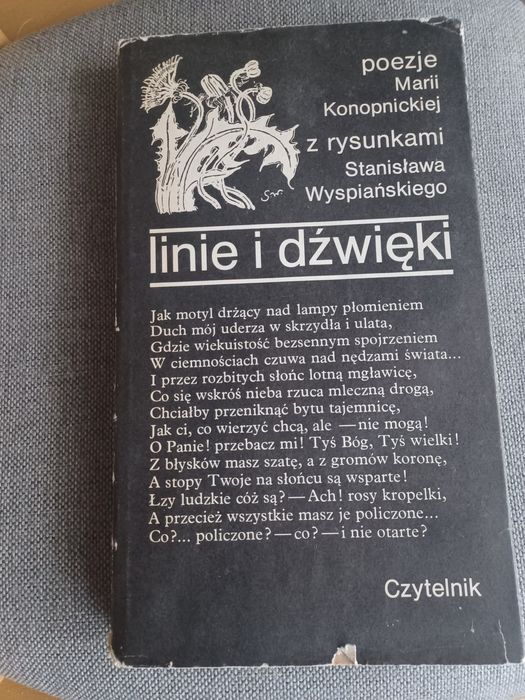 poezje
Marii
Konopnickiej
z rysunkami
Stanisława
Wyspiańskiego
S.W.
linie i dźwięki
Jak motyl drżący nad lampy płomieniem
Duch mój uderza w skrzydła i ulata,
Gdzie wiekuistość bezsennym spojrzeniem
W ciemnościach czuwa nad nędzami świata...
I przez rozbitych słońc lotną mgławicę,
Co się wskróś nieba rzuca mleczną drogą,
Chciałby przeniknąć bytu tajemnicę,
Jak ci, co wierzyć chcą, ale — nie mogą!
O Panie! przebacz mi! Tyś Bóg, Tyś wielki!
Z błysków masz szatę, a z gromów koronę,
A stopy Twoje na słońcu są wsparte!
Łzy ludzkie cóż są? — Ach! rosy kropelki,
A przecież wszystkie masz je policzone...
Co?... policzone? — co? — i nie otarte?
Czytelnik